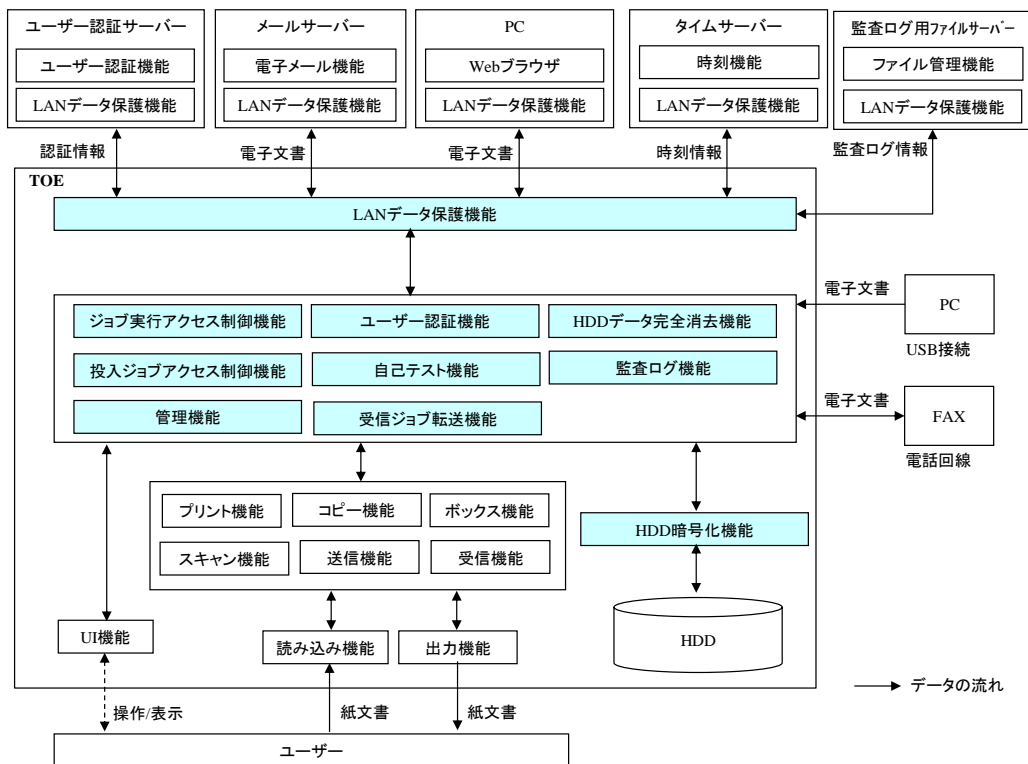 ユーザー認証サーバー
ユーザー認証機能
LANデータ保護機能
メールサーバー
電子メール機能
LANデータ保護機能
PC
Webブラウザ
LANデータ保護機能
タイムサーバー
時刻機能
LANデータ保護機能
監査ログ用ファイルサーバー
ファイル管理機能
LANデータ保護機能
認証情報
電子文書
電子文書
時刻情報
監査ログ情報
TOE
LANデータ保護機能
ジョブ実行アクセス制御機能
ユーザー認証機能
HDDデータ完全消去機能
投入ジョブアクセス制御機能
自己テスト機能
監査ログ機能
管理機能
受信ジョブ転送機能
電子文書
PC
USB接続
電子文書
FAX
電話回線
プリント機能
コピー機能
ボックス機能
スキャン機能
送信機能
受信機能
HDD暗号化機能
HDD
UI機能
読み込み機能
出力機能
操作/表示
紙文書
紙文書
データの流れ
ユーザー